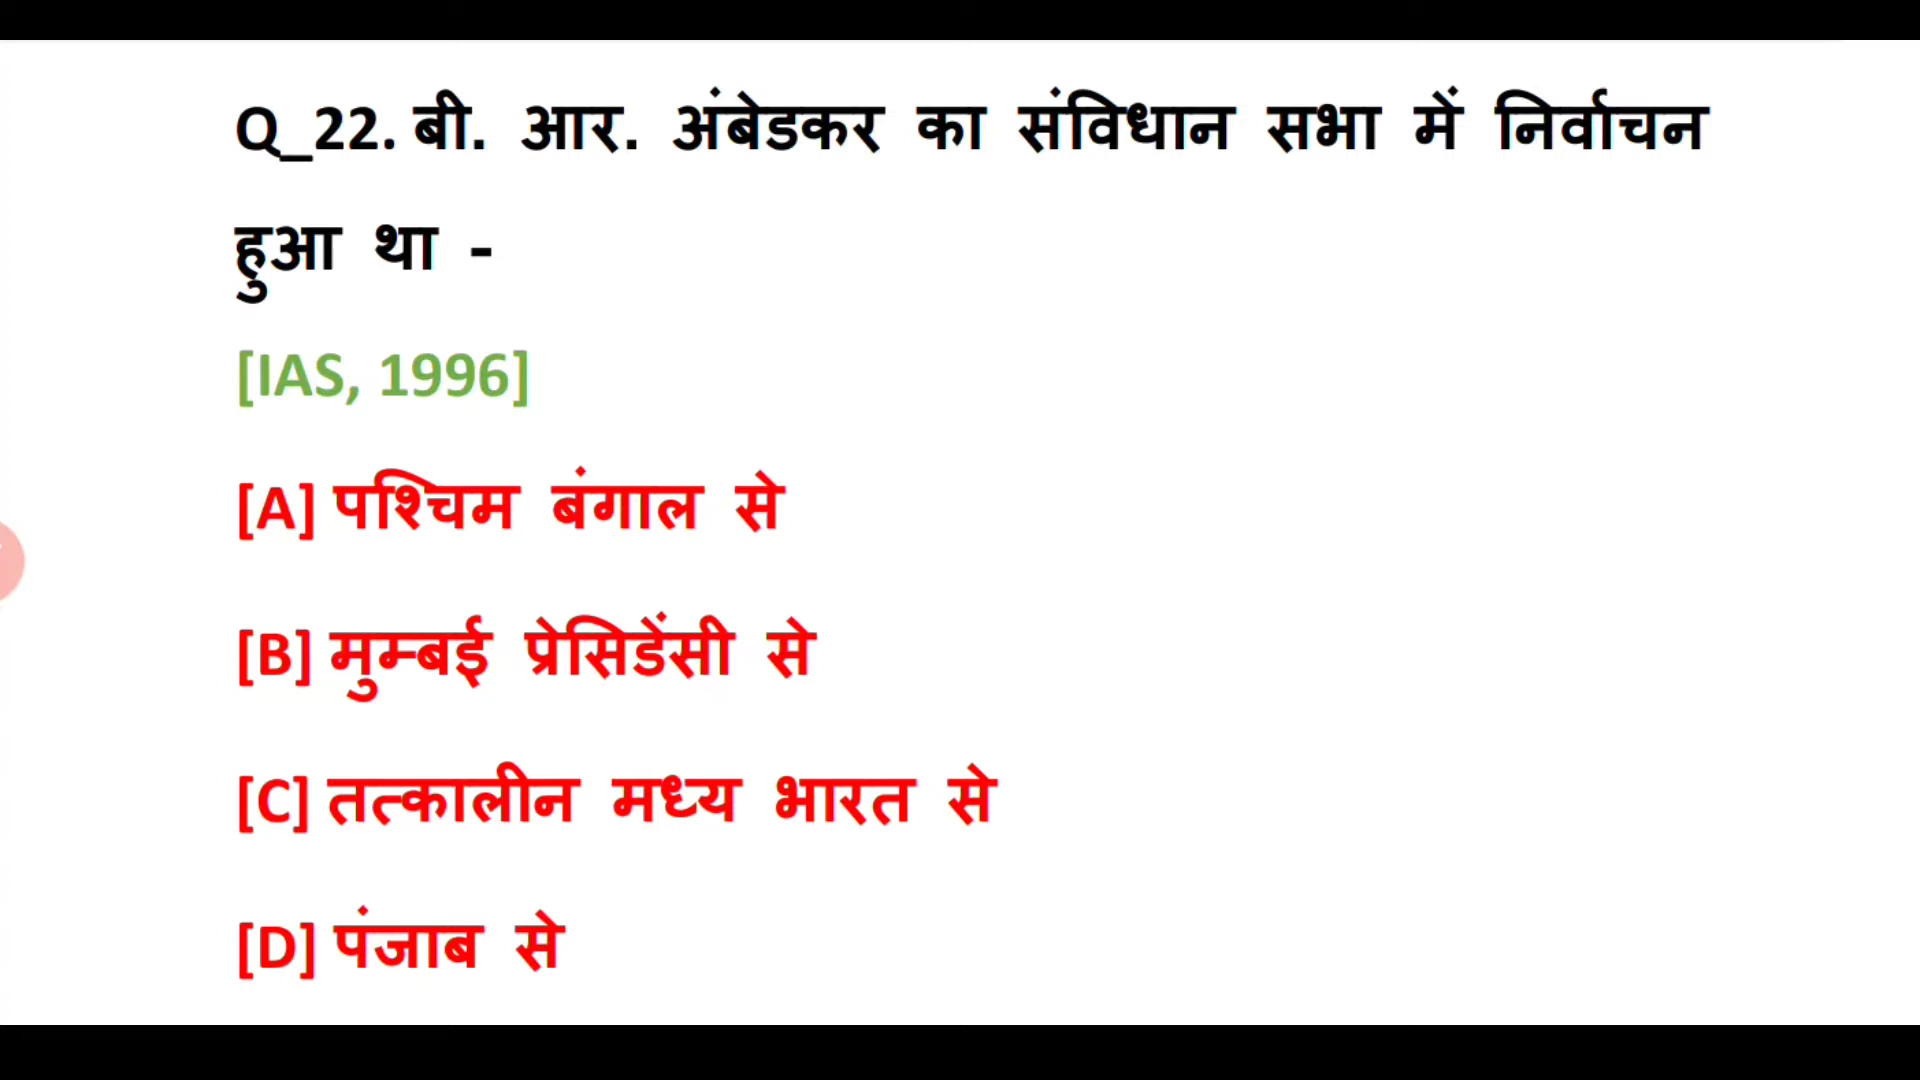 Q_22. बी. आर. अंबेडकर का संविधान सभा में निर्वाचन
हुआ था -
[IAS, 1996]
[A] पश्चिम बंगाल से
[B] मुम्बई प्रेसिडेंसी से
[C] तत्कालीन मध्य भारत से
[D] पंजाब से